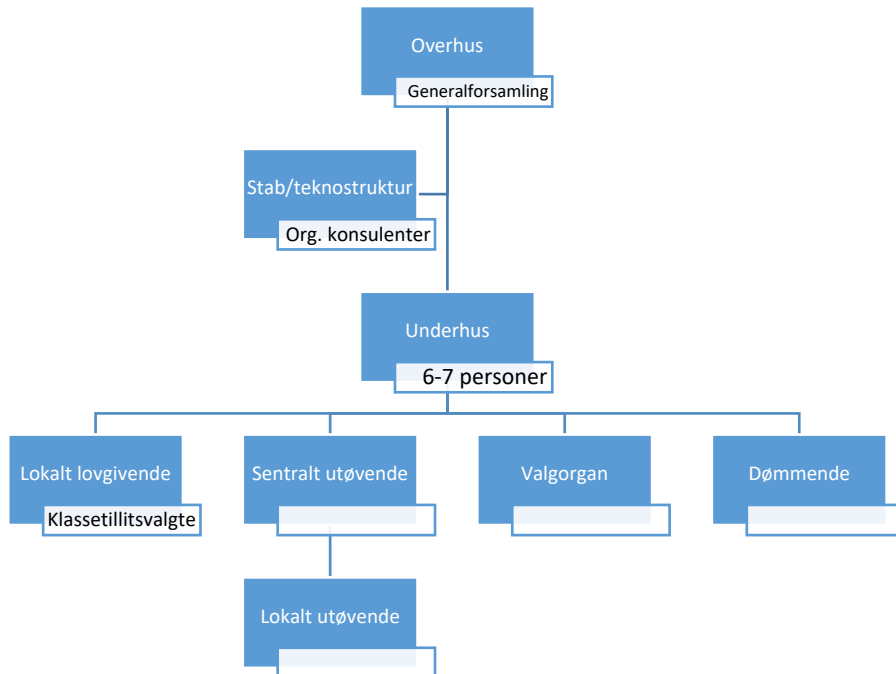 Overhus
Generalforsamling
Stab/teknostruktur
Org. konsulenter
Underhus
6-7 personer
Lokalt lovgivende
Klassetillitsvalgte
Sentralt utøvende
Valgorgan
Dømmende
Lokalt utøvende